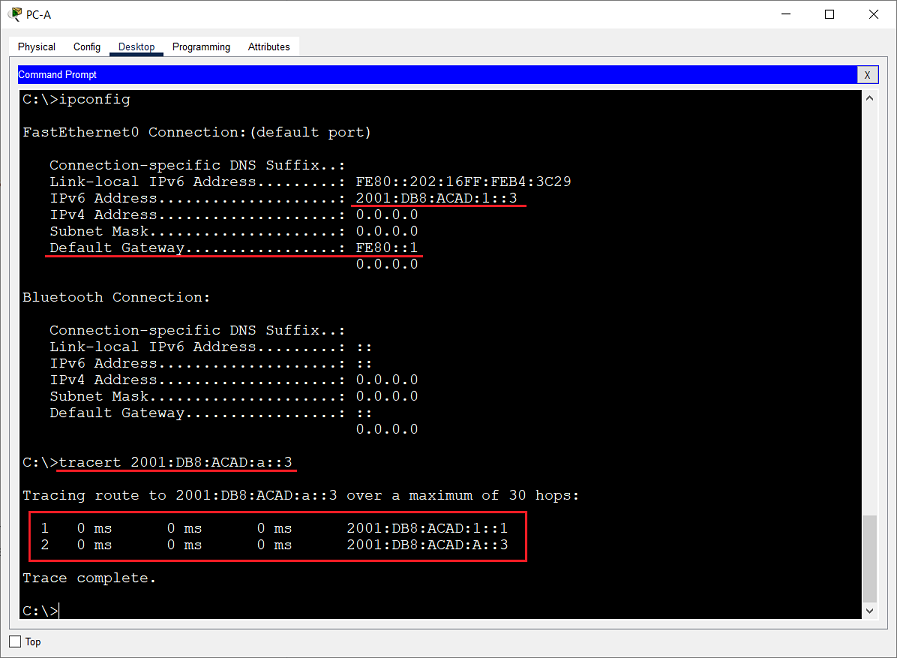 PC-A
Physical Config Desktop Programming Attributes
Command Prompt X
C:\>ipconfig
FastEthernet0 Connection:(default port)
Connection-specific DNS Suffix..:
Link-local IPv6 Address.........: FE80::202:16FF:FEB4:3C29
IPv6 Address....................: 2001:DB8:ACAD:1::3
IPv4 Address....................: 0.0.0.0
Subnet Mask.....................: 0.0.0.0
Default Gateway.................: FE80::1
0.0.0.0
Bluetooth Connection:
Connection-specific DNS Suffix..:
Link-local IPv6 Address.........: ::
IPv6 Address....................: ::
IPv4 Address....................: 0.0.0.0
Subnet Mask.....................: 0.0.0.0
Default Gateway.................: ::
0.0.0.0
C:\>tracert 2001:DB8:ACAD:a::3
Tracing route to 2001:DB8:ACAD:a::3 over a maximum of 30 hops:
1 0 ms 0 ms 0 ms 2001:DB8:ACAD:1::1
2 0 ms 0 ms 0 ms 2001:DB8:ACAD:A::3
Trace complete.
C:\>
Top